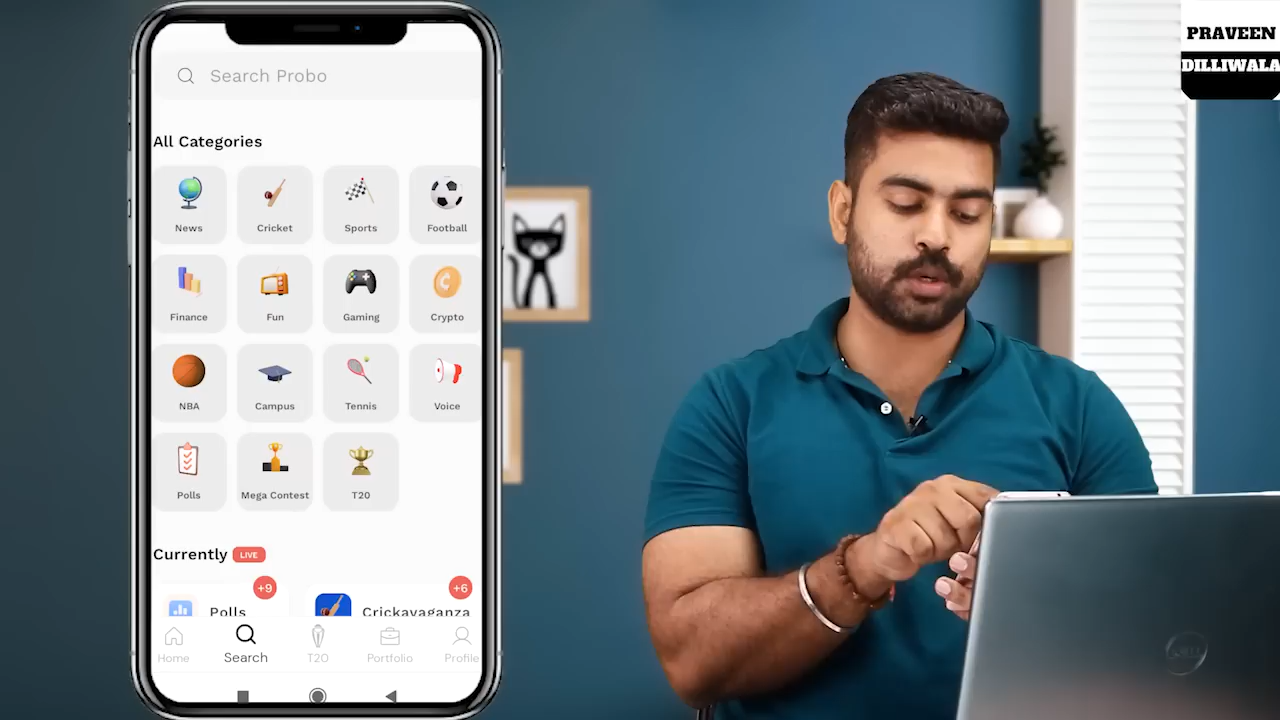 Search Probo
All Categories
News
Cricket
Sports
Football
Finance
Fun
Gaming
Crypto
NBA
Campus
Tennis
Voice
Polls
Mega Contest
T20
Currently LIVE
+9
+6
Polls
Crickavaganza
Home
Search
T20
Portfolio
Profile
PRAVEEN
DILLIWALA